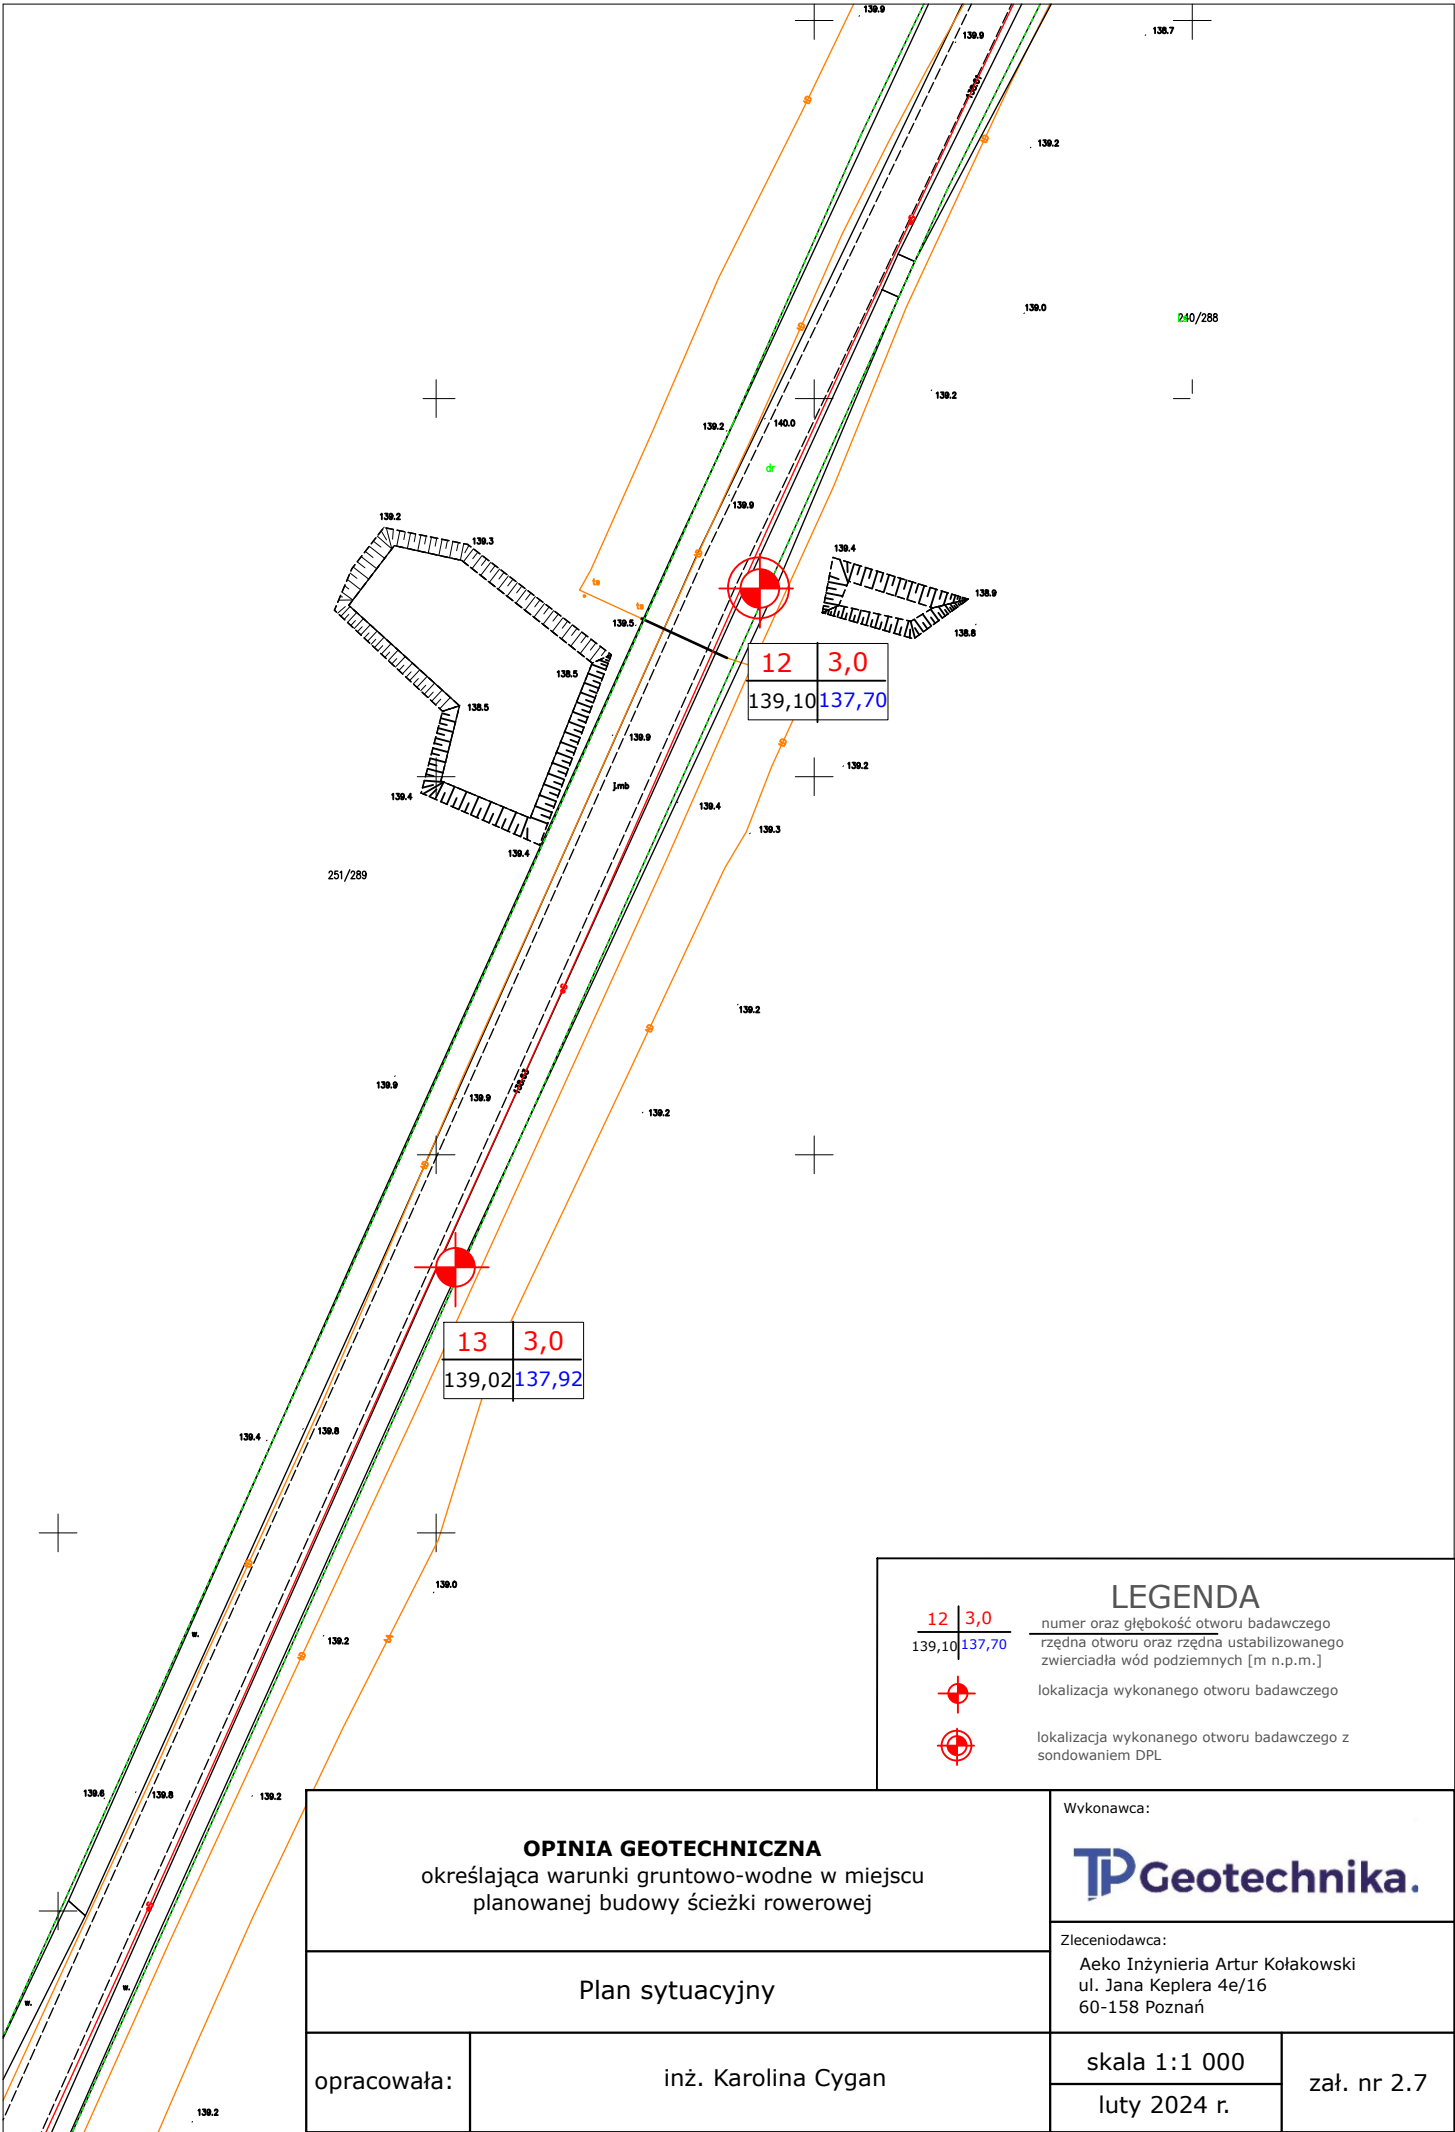 139.9
138.7
139.9
139.2
139.0
240/288
139.2
139.2
140.0
dr
139.9
139.2
139.3
139.4
138.9
138.8
ts
ts
139.5
12 3,0
139,10 137,70
138.5
138.5
139.9
139.2
j.mb
139.4
139.4
139.3
139.4
251/289
139.2
139.9
139.9
139.2
13 3,0
139,02 137,92
139.4
139.8
139.0
w.
139.2
139.6
139.8
139.2
w.
w.
139.2
LEGENDA
12 3,0
139,10 137,70
numer oraz głębokość otworu badawczego
rzędna otworu oraz rzędna ustabilizowanego
zwierciadła wód podziemnych [m n.p.m.]
lokalizacja wykonanego otworu badawczego
lokalizacja wykonanego otworu badawczego z
sondowaniem DPL
OPINIA GEOTECHNICZNA
określająca warunki gruntowo-wodne w miejscu
planowanej budowy ścieżki rowerowej
Plan sytuacyjny
opracowała:
inż. Karolina Cygan
Wykonawca:
TP Geotechnika.
Zleceniodawca:
Aeko Inżynieria Artur Kołakowski
ul. Jana Keplera 4e/16
60-158 Poznań
skala 1:1 000
luty 2024 r.
zał. nr 2.7